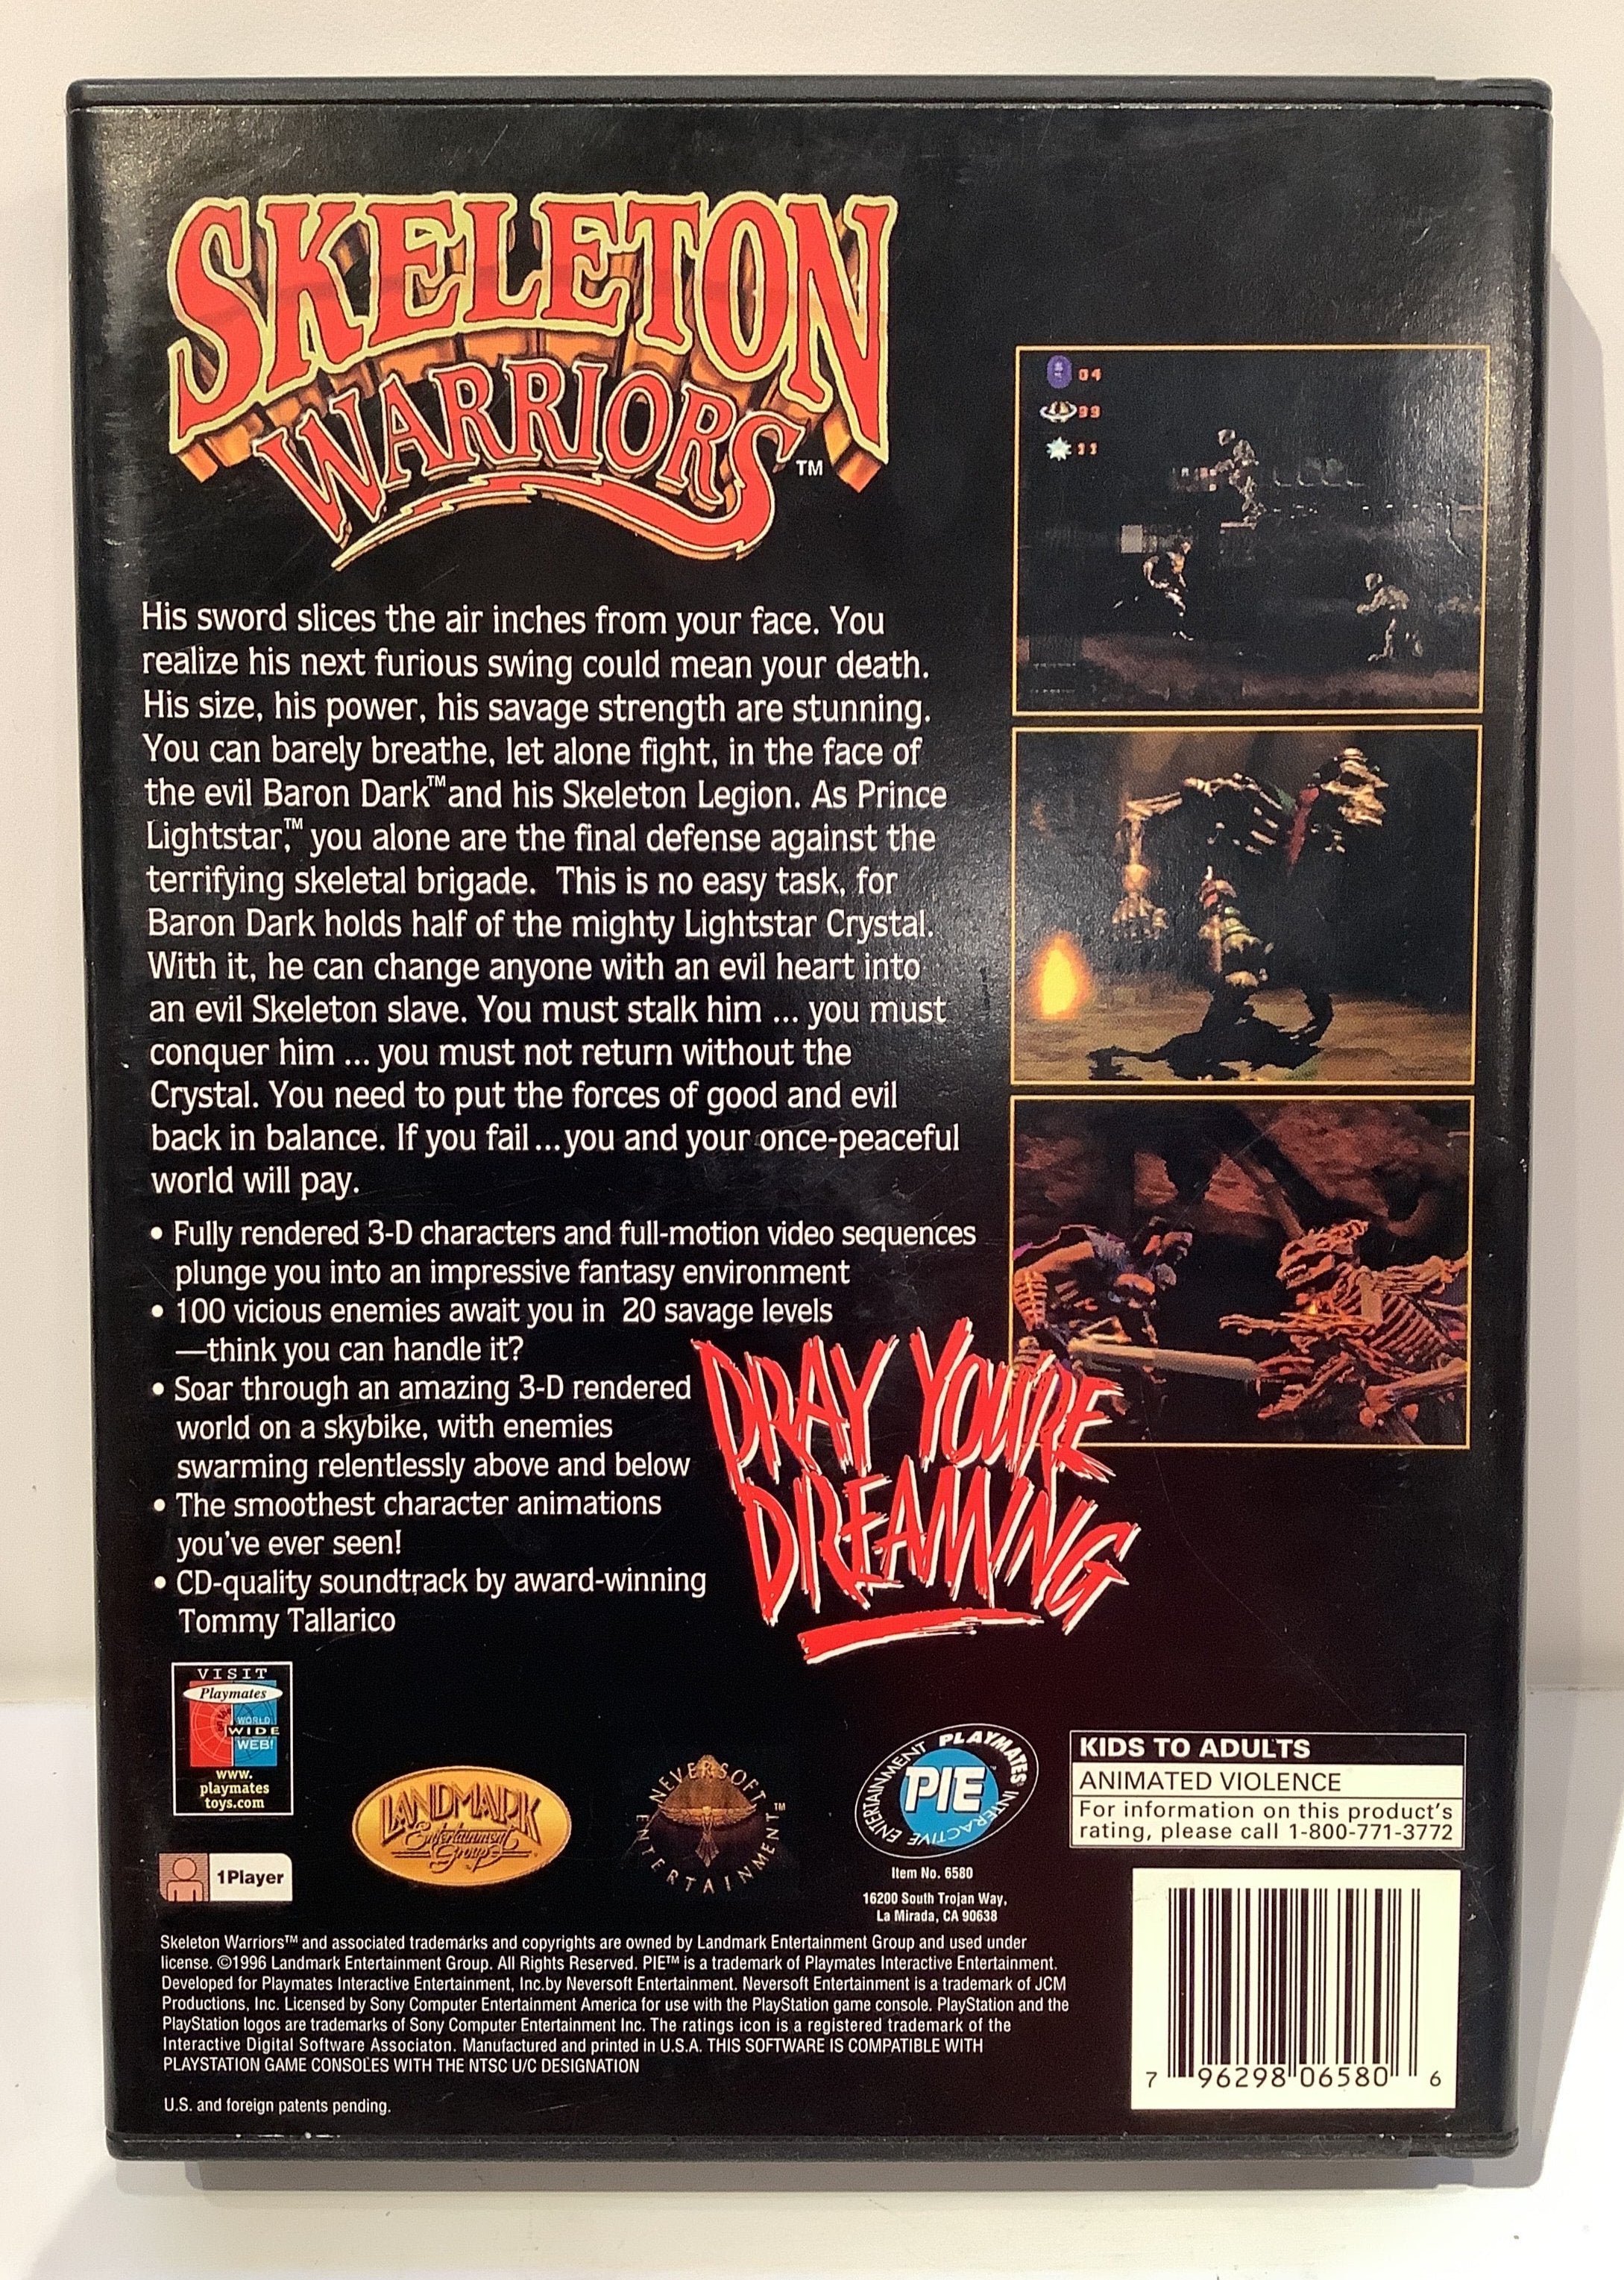 SKELETON
WARRIORS™
04
99
11
His sword slices the air inches from your face. You
realize his next furious swing could mean your death.
His size, his power, his savage strength are stunning.
You can barely breathe, let alone fight, in the face of
the evil Baron Dark™ and his Skeleton Legion. As Prince
Lightstar,™ you alone are the final defense against the
terrifying skeletal brigade. This is no easy task, for
Baron Dark holds half of the mighty Lightstar Crystal.
With it, he can change anyone with an evil heart into
an evil Skeleton slave. You must stalk him ... you must
conquer him ... you must not return without the
Crystal. You need to put the forces of good and evil
back in balance. If you fail ...you and your once-peaceful
world will pay.
• Fully rendered 3-D characters and full-motion video sequences
plunge you into an impressive fantasy environment
• 100 vicious enemies await you in 20 savage levels
—think you can handle it?
• Soar through an amazing 3-D rendered
world on a skybike, with enemies
swarming relentlessly above and below
• The smoothest character animations
you've ever seen!
• CD-quality soundtrack by award-winning
Tommy Tallarico
PRAY YOU'RE
DREAMING
VISIT
Playmates
WORLD
WIDE
WEB!
www.
playmates
toys.com
1Player
LANDMARK
Entertainment
Group
NEVERSOFT
ENTERTAINMENT™
PLAYMATES INTERACTIVE ENTERTAINMENT
PIE™
Item No. 6580
16200 South Trojan Way,
La Mirada, CA 90638
KIDS TO ADULTS
ANIMATED VIOLENCE
For information on this product's
rating, please call 1-800-771-3772
Skeleton Warriors™ and associated trademarks and copyrights are owned by Landmark Entertainment Group and used under
license. ©1996 Landmark Entertainment Group. All Rights Reserved. PIE™ is a trademark of Playmates Interactive Entertainment.
Developed for Playmates Interactive Entertainment, Inc.by Neversoft Entertainment. Neversoft Entertainment is a trademark of JCM
Productions, Inc. Licensed by Sony Computer Entertainment America for use with the PlayStation game console. PlayStation and the
PlayStation logos are trademarks of Sony Computer Entertainment Inc. The ratings icon is a registered trademark of the
Interactive Digital Software Associaton. Manufactured and printed in U.S.A. THIS SOFTWARE IS COMPATIBLE WITH
PLAYSTATION GAME CONSOLES WITH THE NTSC U/C DESIGNATION
U.S. and foreign patents pending.
7 96298 06580 6